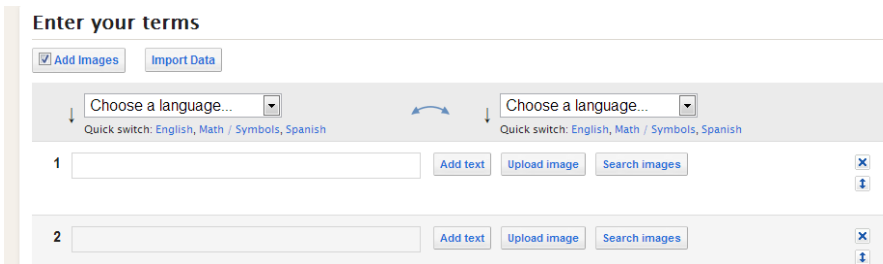 Enter your terms
Add Images Import Data
Choose a language... Choose a language...
Quick switch: English, Math / Symbols, Spanish Quick switch: English, Math / Symbols, Spanish
1 Add text Upload image Search images
2 Add text Upload image Search images